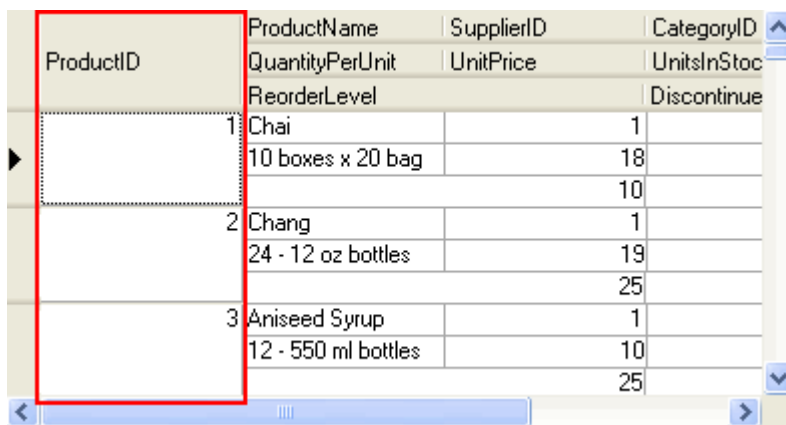 ProductName SupplierID CategoryID
ProductID QuantityPerUnit UnitPrice UnitsInStoc
ReorderLevel Discontinue
1 Chai 1
10 boxes x 20 bag 18
10
2 Chang 1
24 - 12 oz bottles 19
25
3 Aniseed Syrup 1
12 - 550 ml bottles 10
25